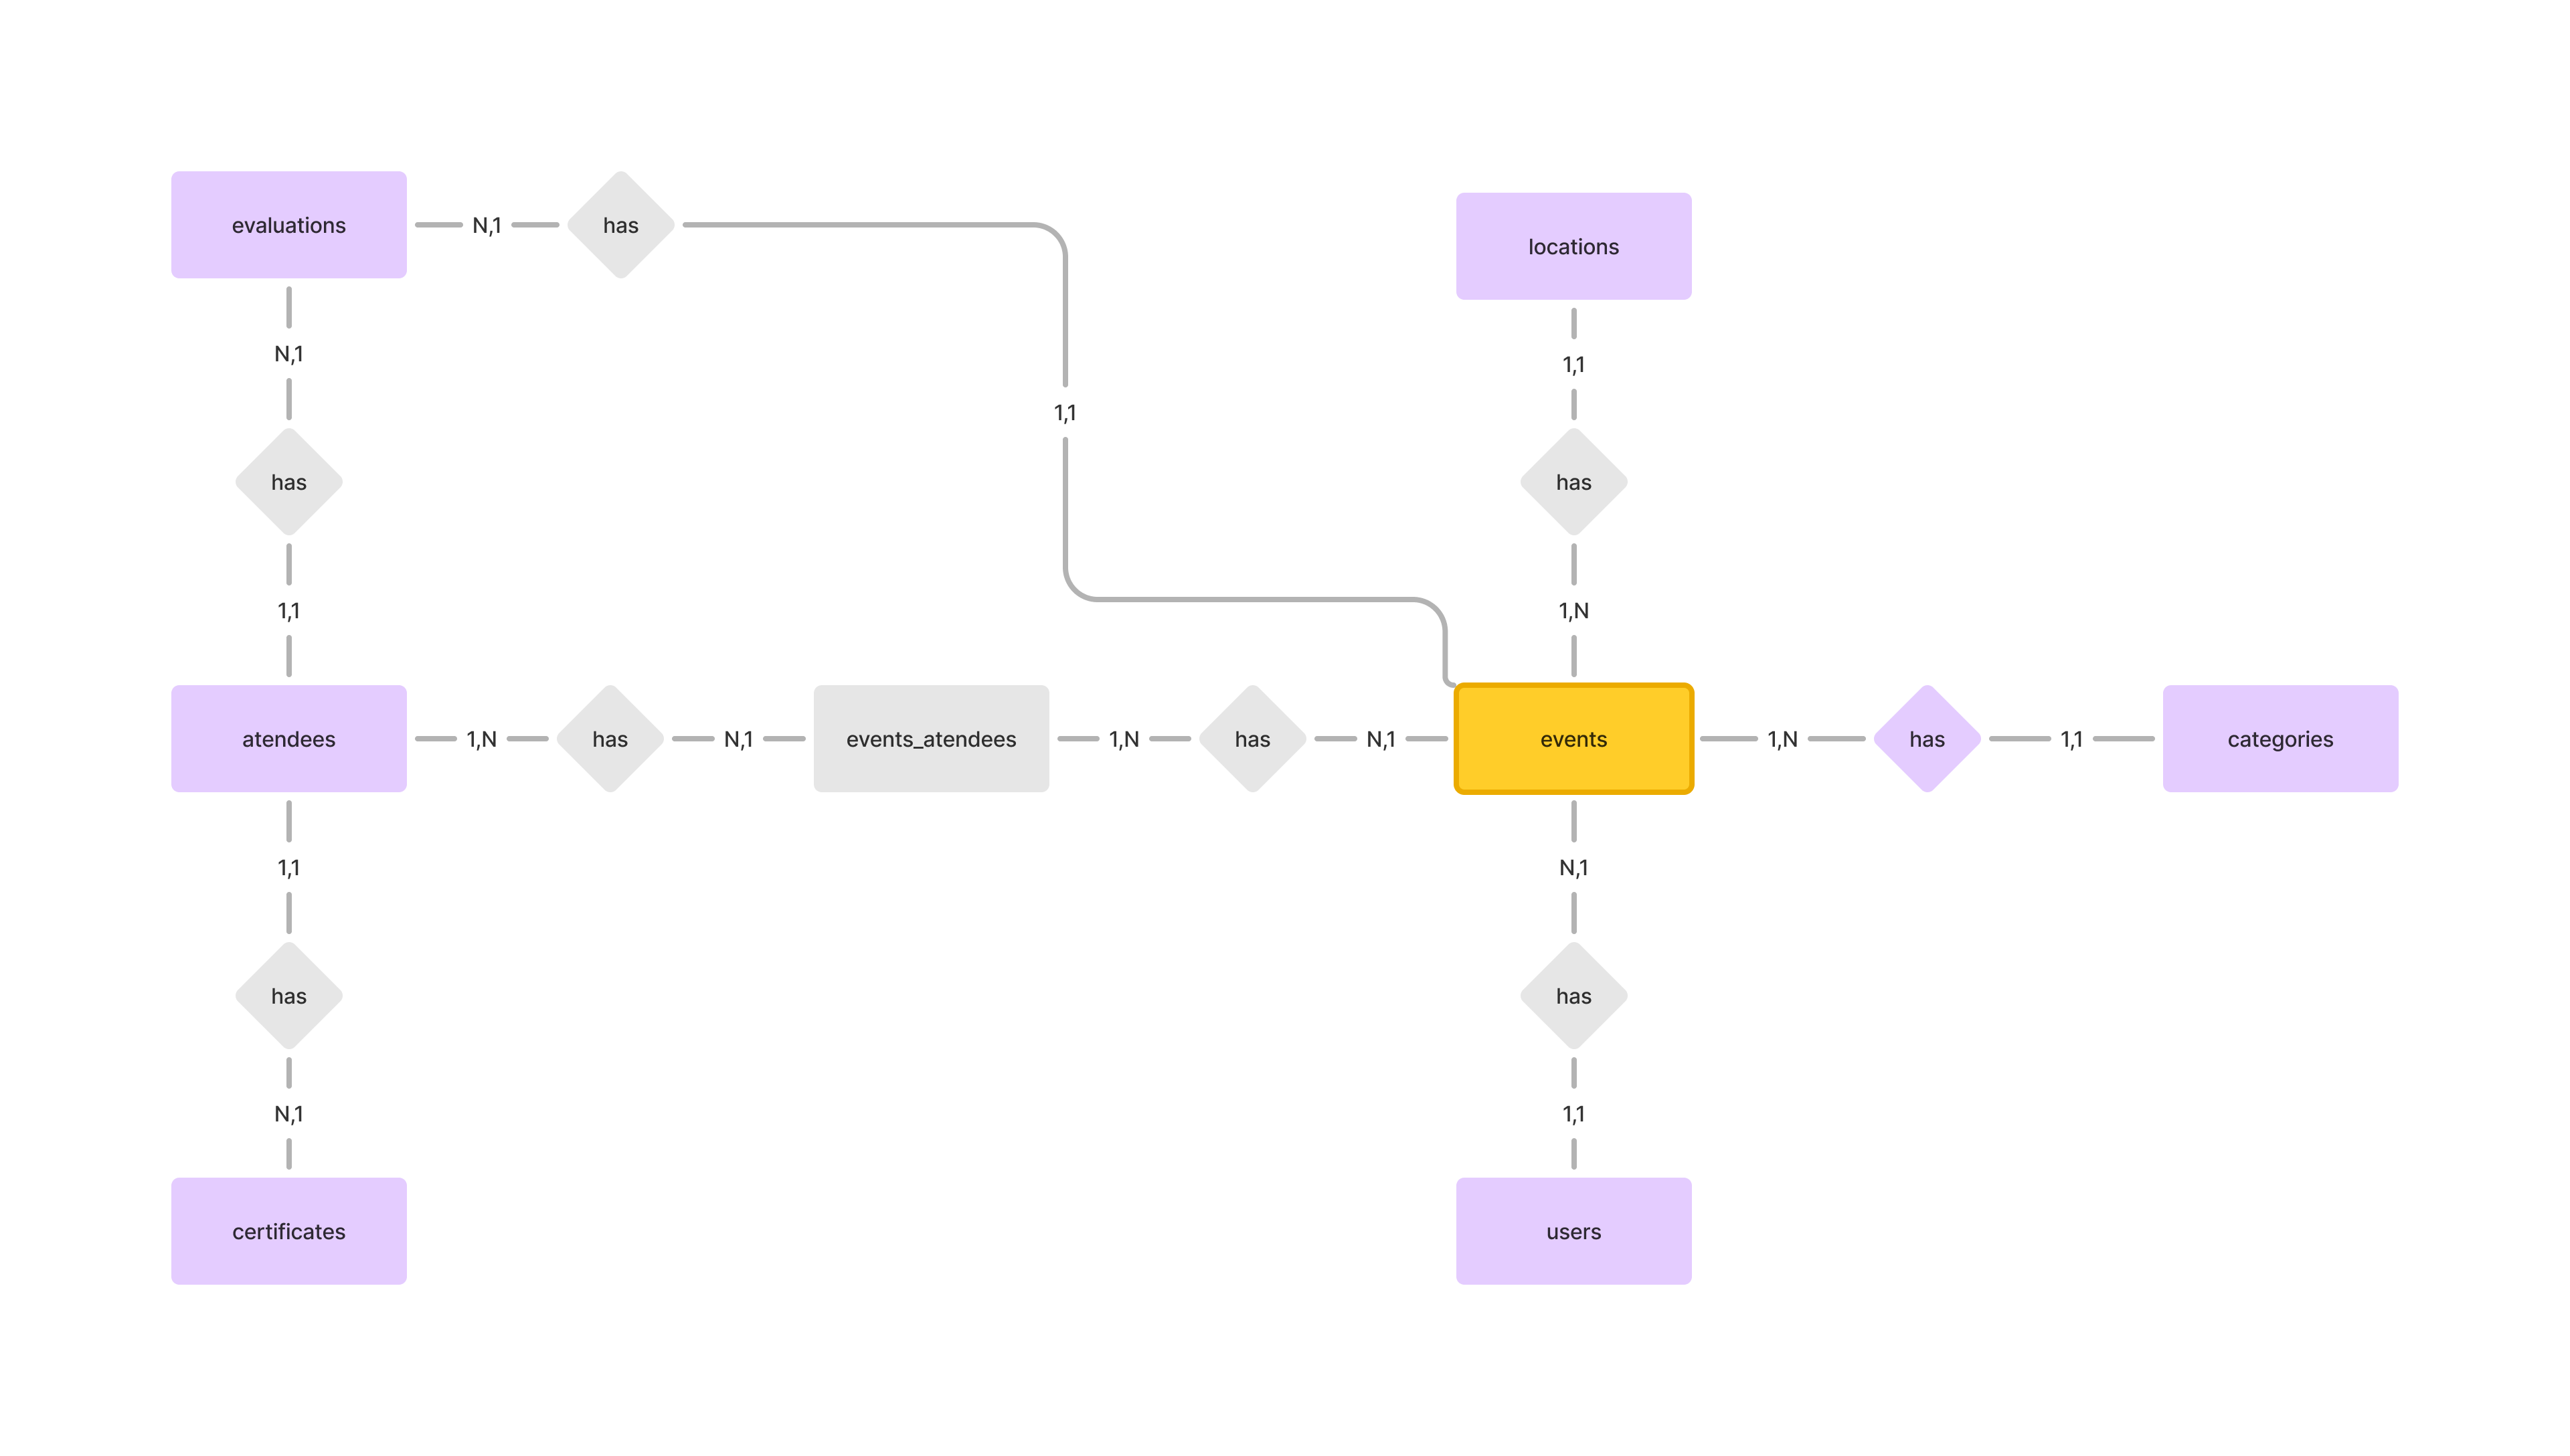 evaluations
N,1
has
locations
N,1
1,1
1,1
has
has
1,1
1,N
atendees
1,N
has
N,1
events_atendees
1,N
has
N,1
events
1,N
has
1,1
categories
1,1
N,1
has
has
N,1
1,1
certificates
users